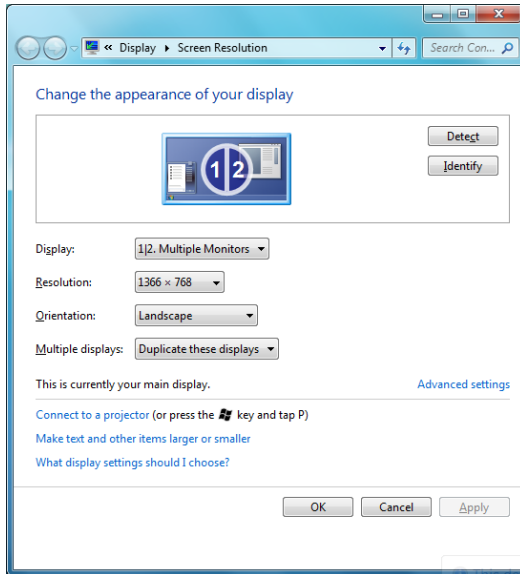 « Display ▸ Screen Resolution Search Con...
Change the appearance of your display
1|2
Detect
Identify
Display: 1|2. Multiple Monitors
Resolution: 1366 × 768
Orientation: Landscape
Multiple displays: Duplicate these displays
This is currently your main display. Advanced settings
Connect to a projector (or press the key and tap P)
Make text and other items larger or smaller
What display settings should I choose?
OK Cancel Apply